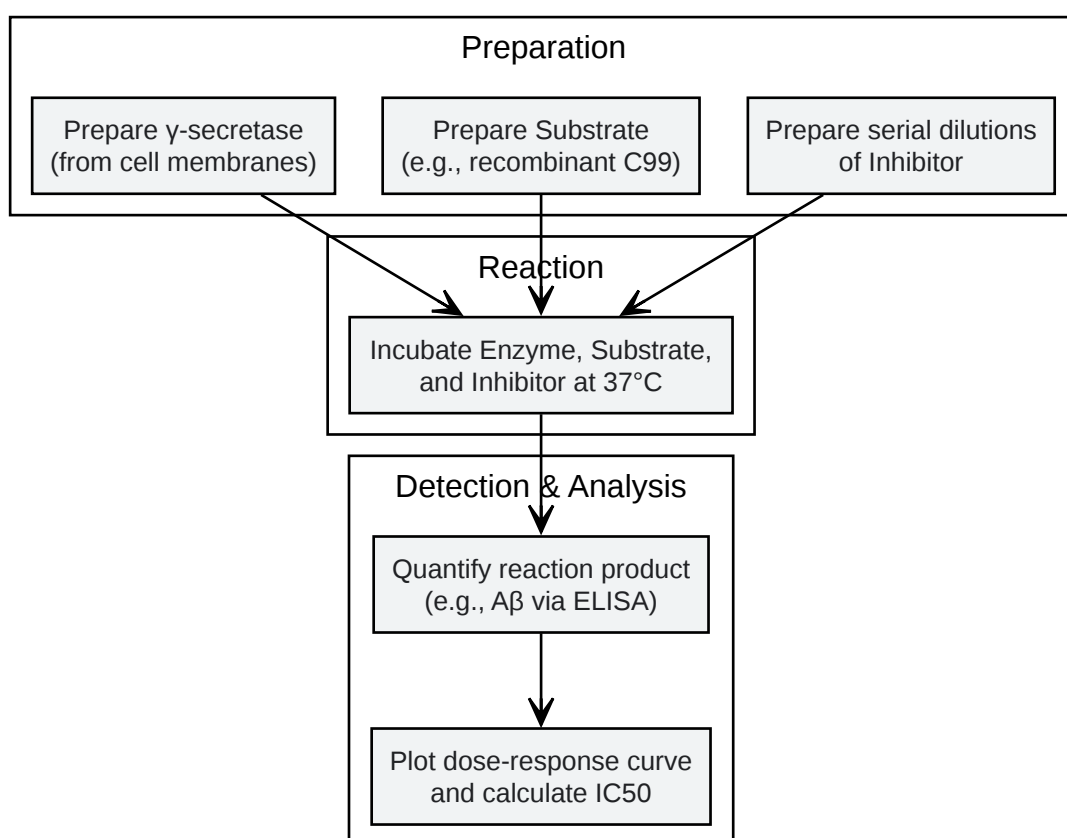 Preparation
Prepare γ-secretase
(from cell membranes)
Prepare Substrate
(e.g., recombinant C99)
Prepare serial dilutions
of Inhibitor
Reaction
Incubate Enzyme, Substrate,
and Inhibitor at 37°C
Detection & Analysis
Quantify reaction product
(e.g., Aβ via ELISA)
Plot dose-response curve
and calculate IC50